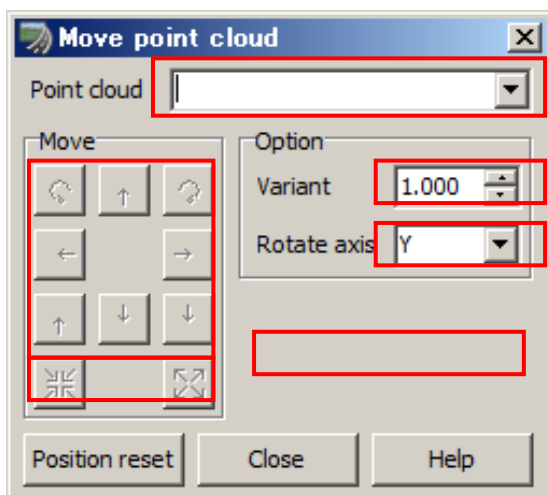 Move point cloud
Point cloud
Move
Option
Variant 1.000
Rotate axis Y
Position reset Close Help